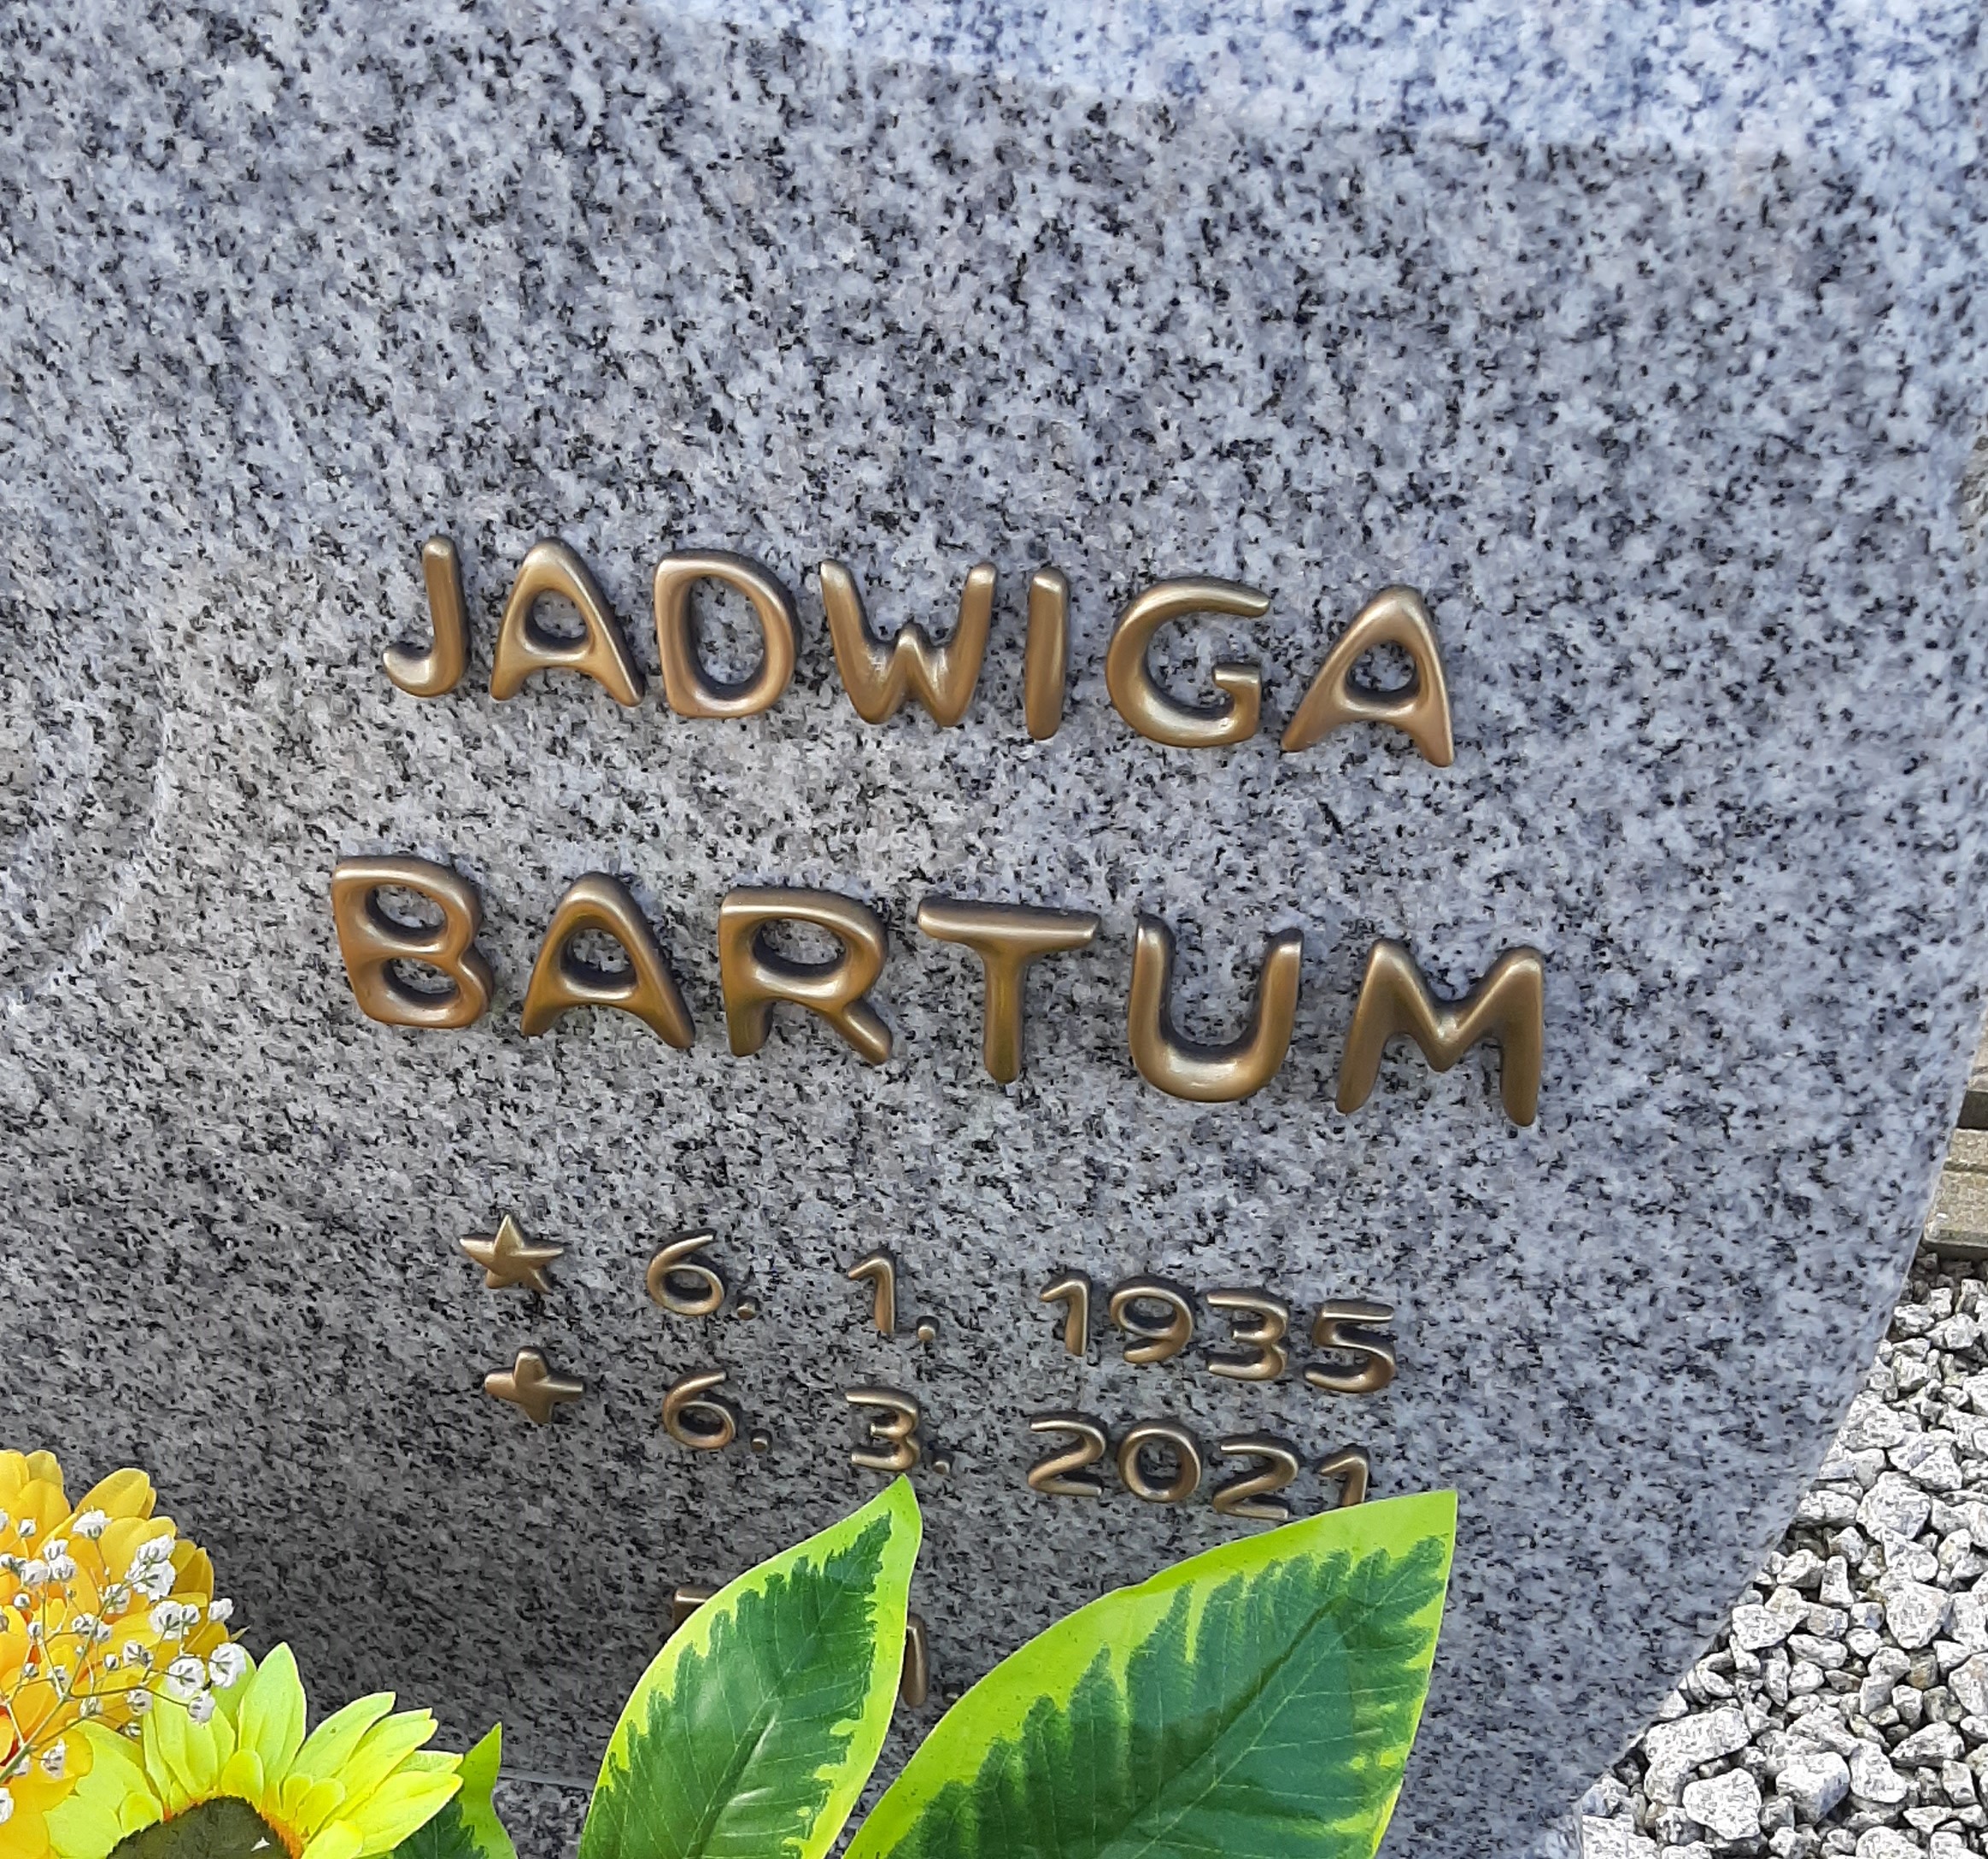 JADWIGA
BARTUM
★ 6. 1. 1935
✝ 6. 3. 2021